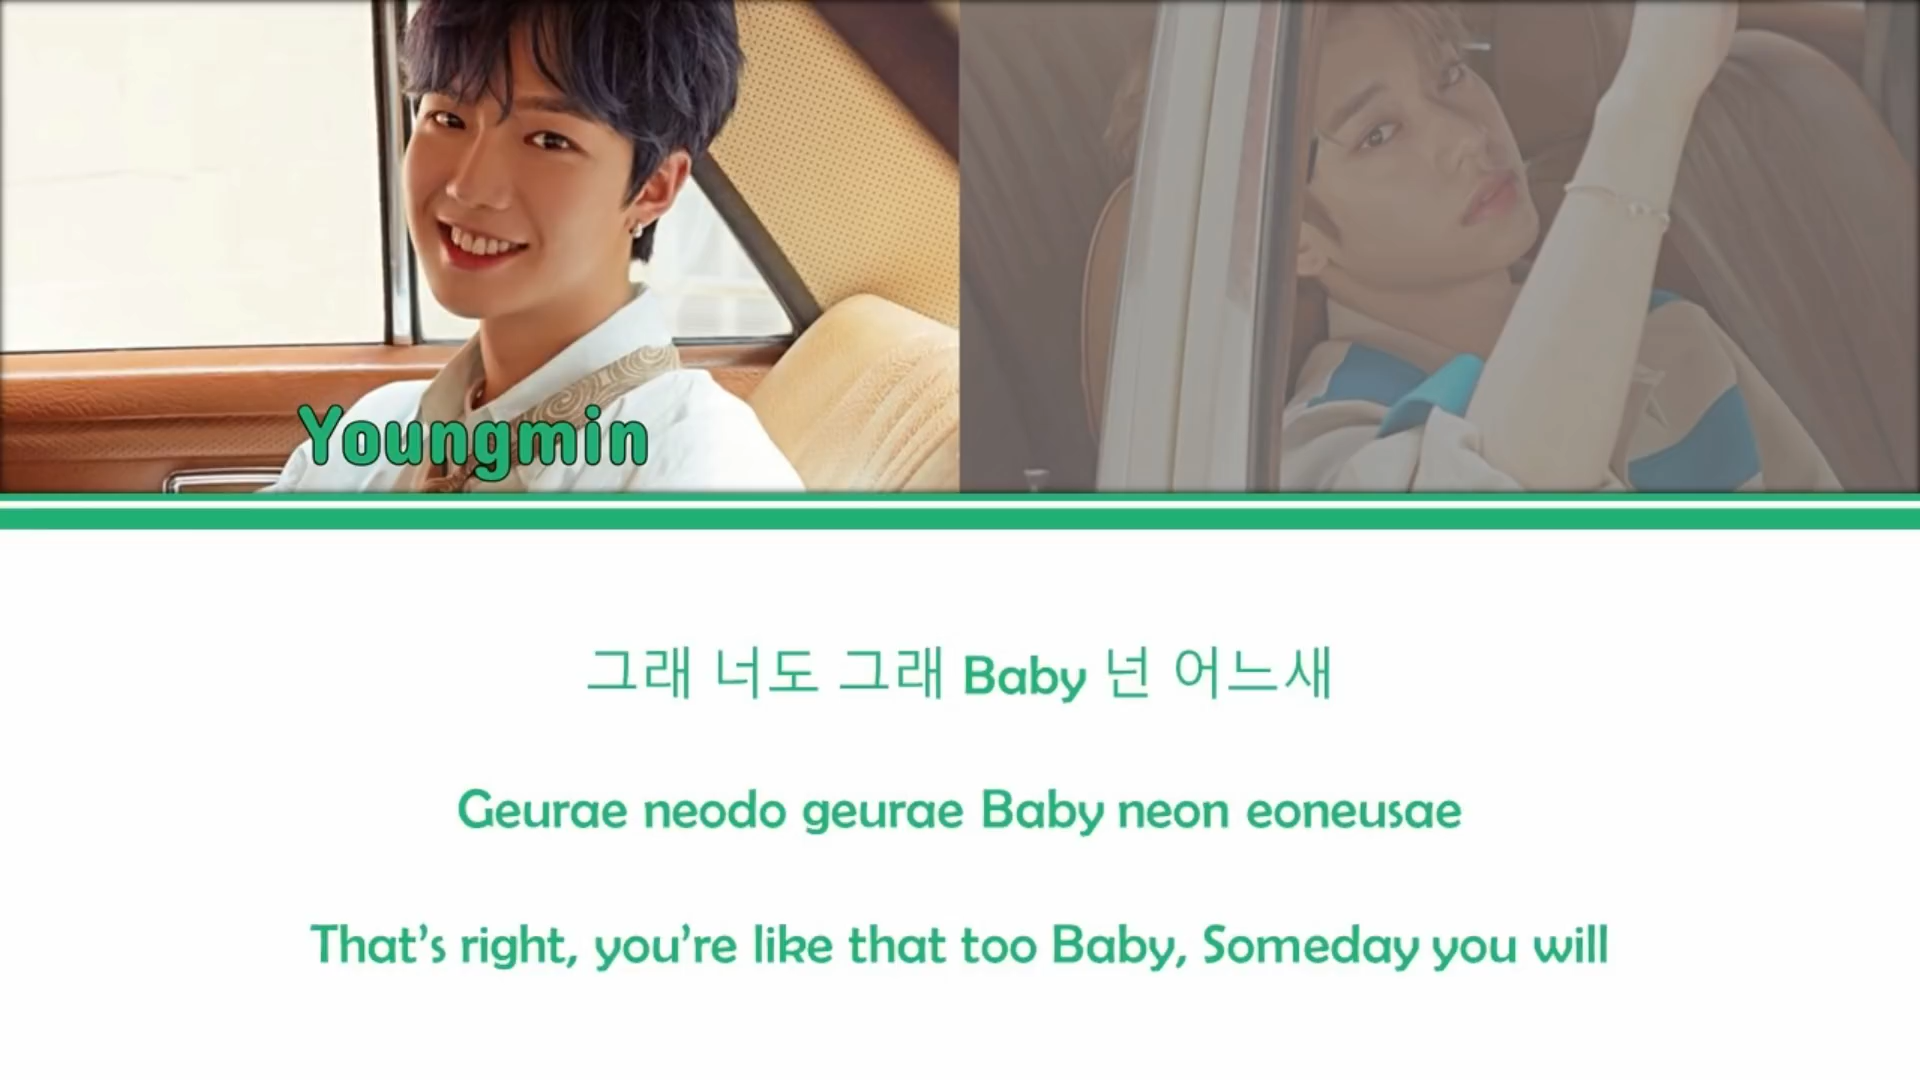 Youngmin
그래 너도 그래 Baby 넌 어느새
Geurae neodo geurae Baby neon eoneusae
That's right, you're like that too Baby, Someday you will